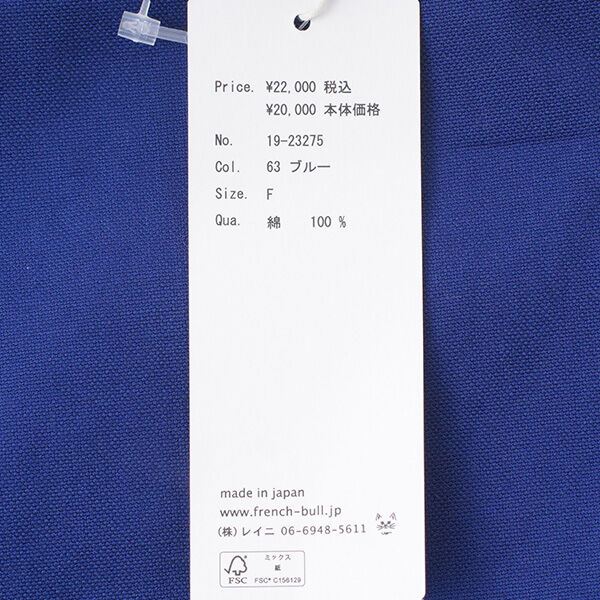 Price. ¥22,000 税込
¥20,000 本体価格
No. 19-23275
Col. 63 ブルー
Size. F
Qua. 綿 100 %
made in japan
www.french-bull.jp
(株) レイニ 06-6948-5611
ミックス
紙
FSC
FSC® C156129